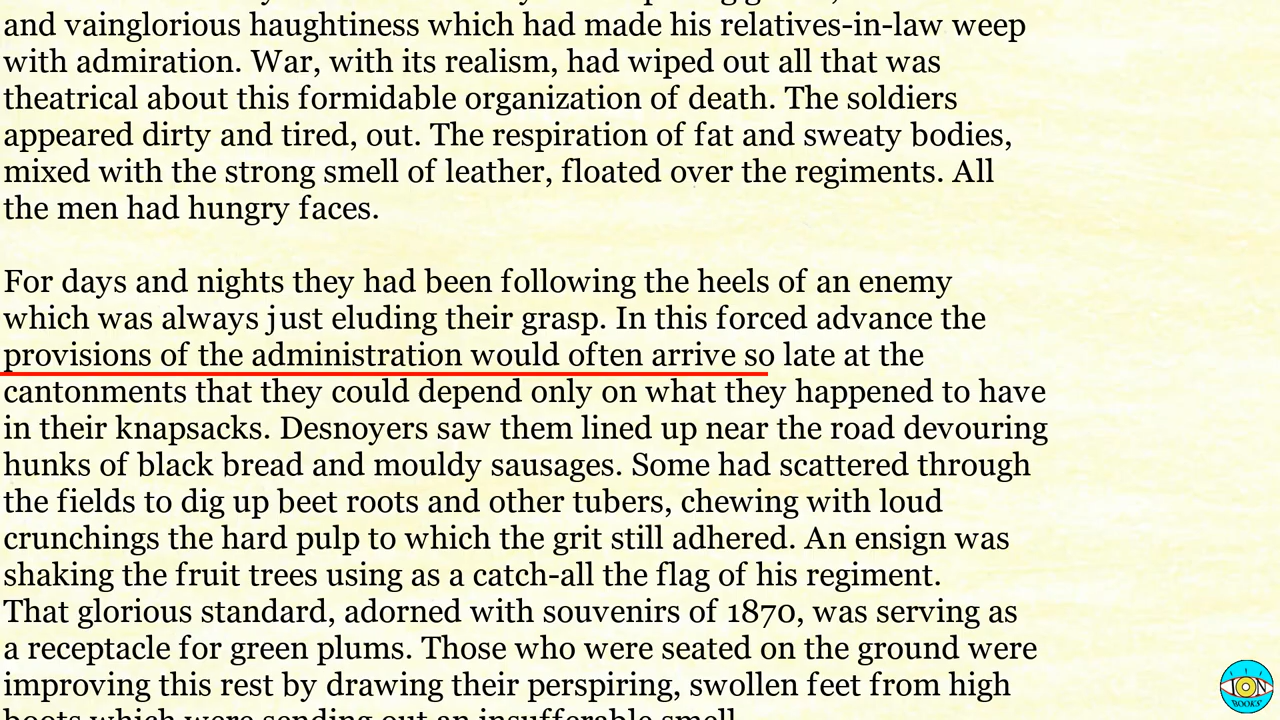 and vainglorious haughtiness which had made his relatives-in-law weep
with admiration. War, with its realism, had wiped out all that was
theatrical about this formidable organization of death. The soldiers
appeared dirty and tired, out. The respiration of fat and sweaty bodies,
mixed with the strong smell of leather, floated over the regiments. All
the men had hungry faces.
For days and nights they had been following the heels of an enemy
which was always just eluding their grasp. In this forced advance the
provisions of the administration would often arrive so late at the
cantonments that they could depend only on what they happened to have
in their knapsacks. Desnoyers saw them lined up near the road devouring
hunks of black bread and mouldy sausages. Some had scattered through
the fields to dig up beet roots and other tubers, chewing with loud
crunchings the hard pulp to which the grit still adhered. An ensign was
shaking the fruit trees using as a catch-all the flag of his regiment.
That glorious standard, adorned with souvenirs of 1870, was serving as
a receptacle for green plums. Those who were seated on the ground were
improving this rest by drawing their perspiring, swollen feet from high
boots which were sending out an insufferable smell.
ION
BOOKS